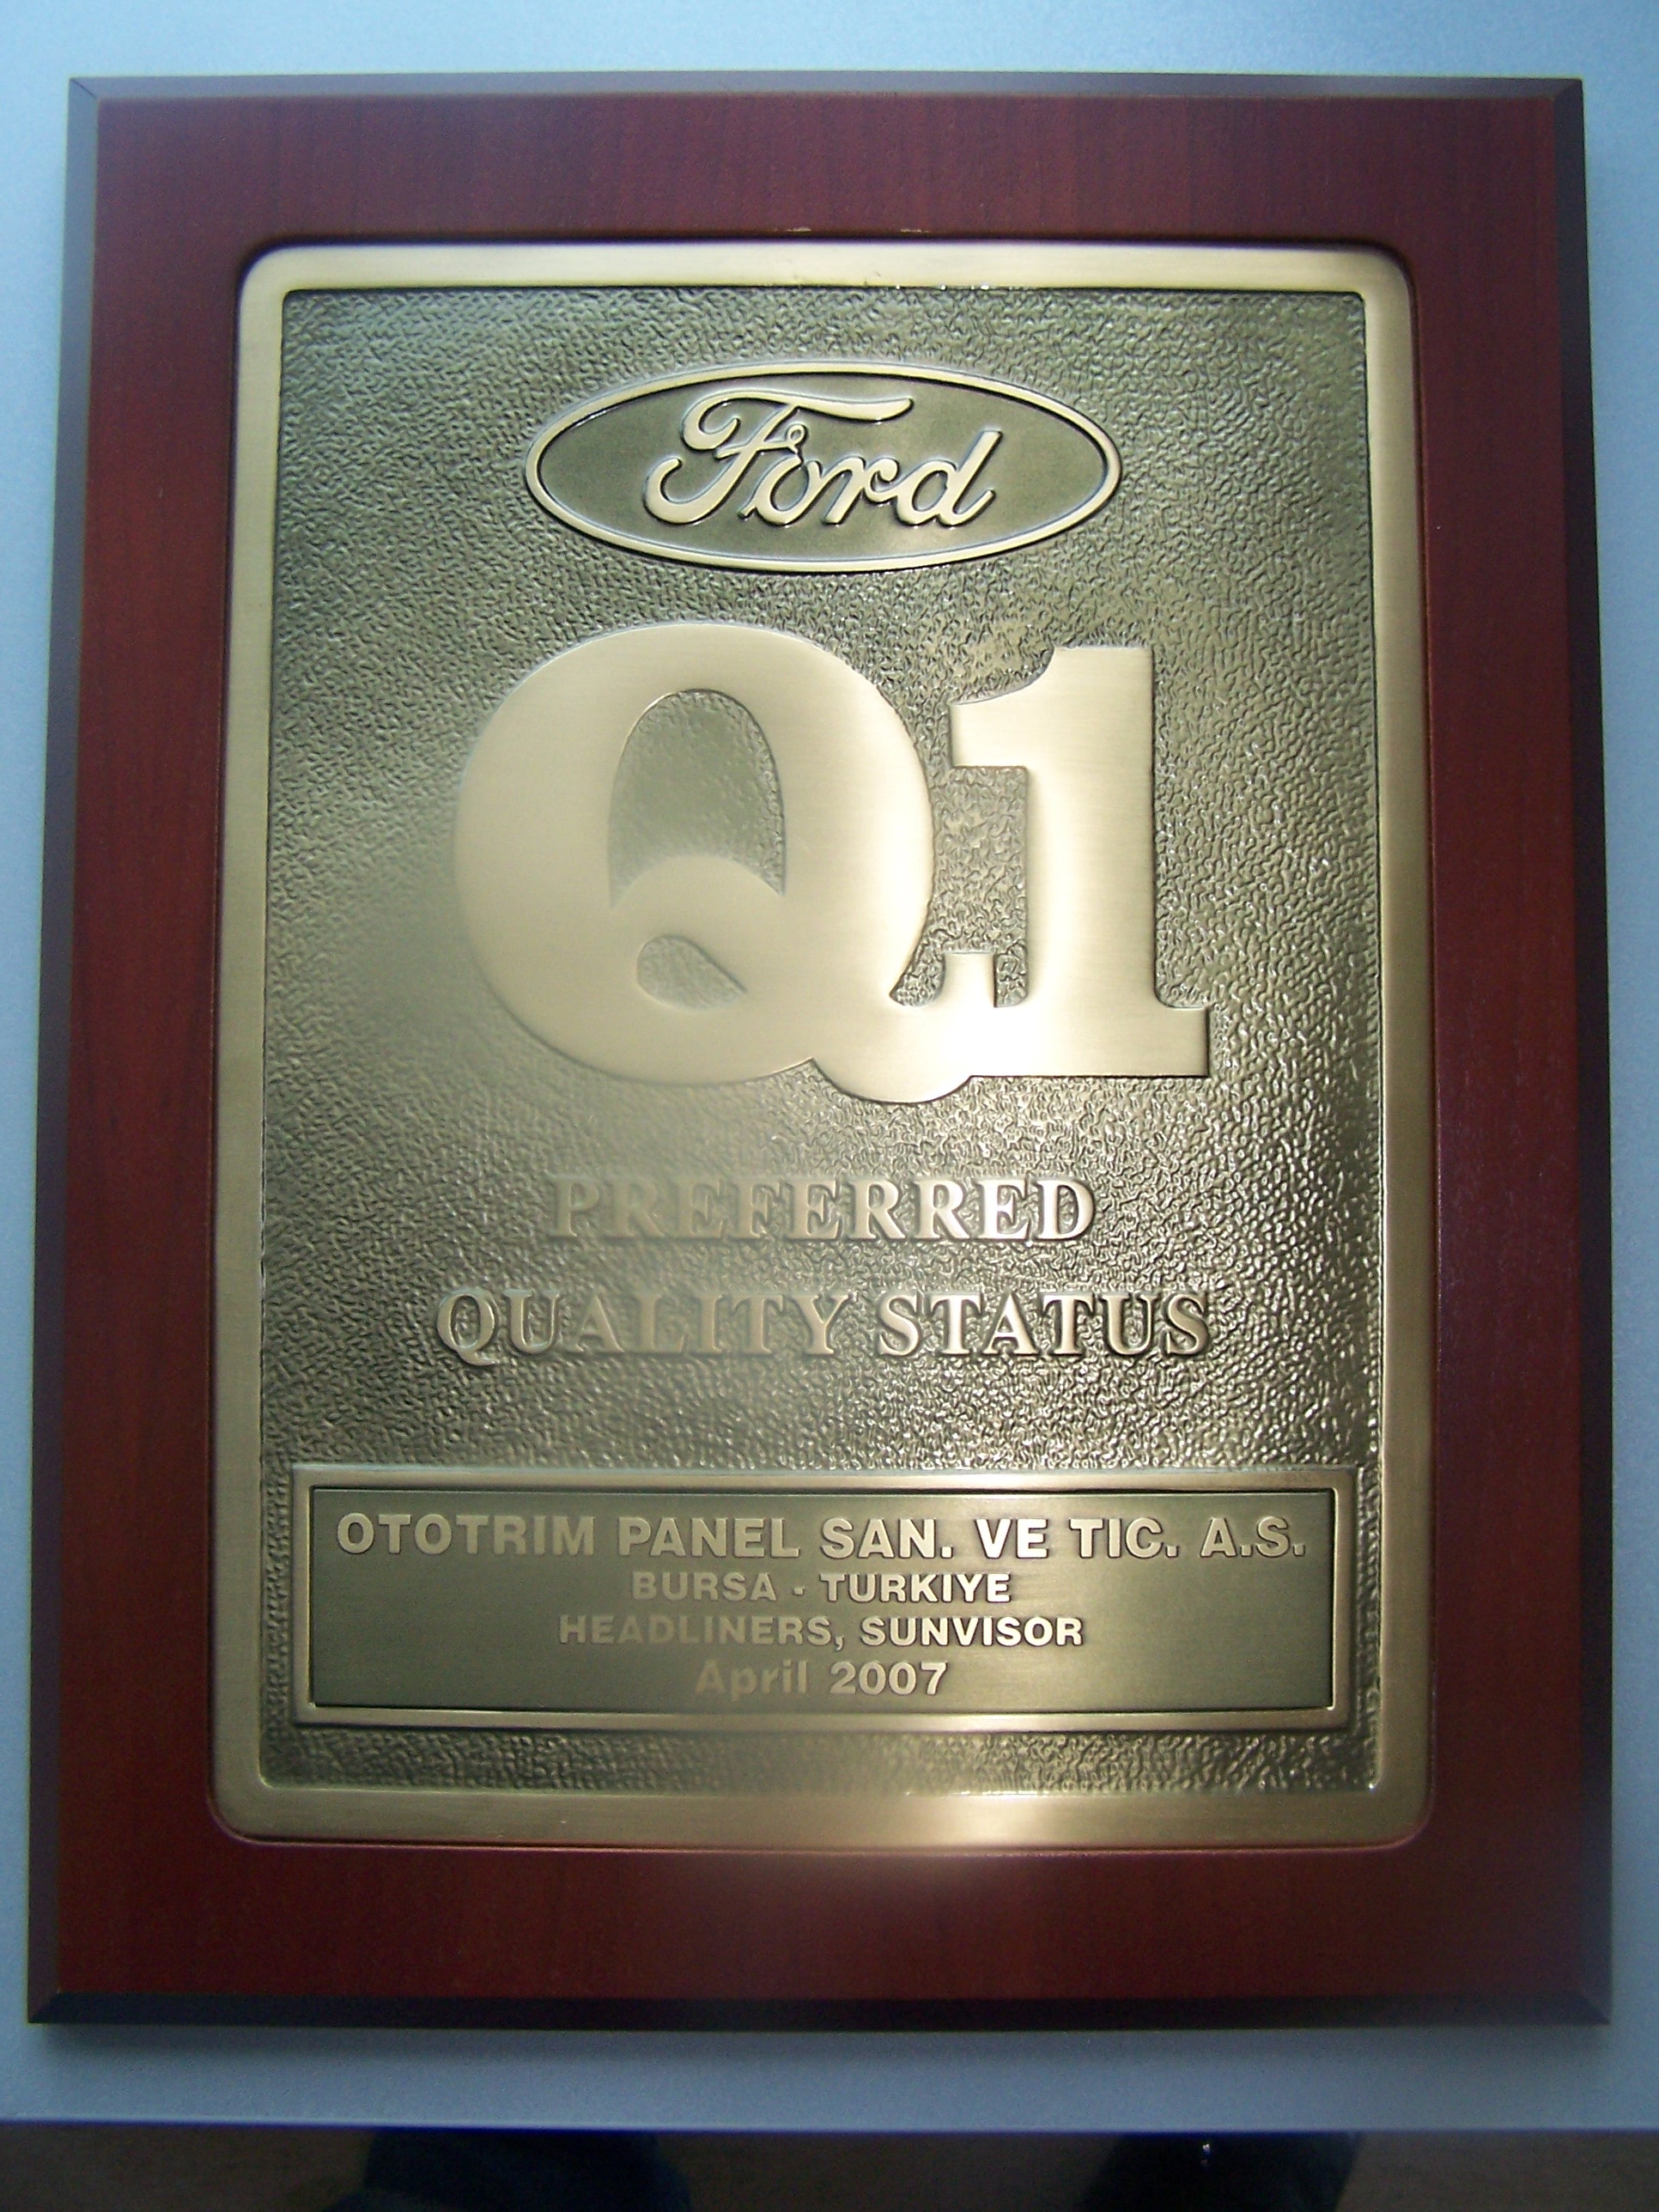 Ford
Q1
PREFERRED
QUALITY STATUS
OTOTRIM PANEL SAN. VE TIC. A.S.
BURSA - TURKIYE
HEADLINERS, SUNVISOR
April 2007